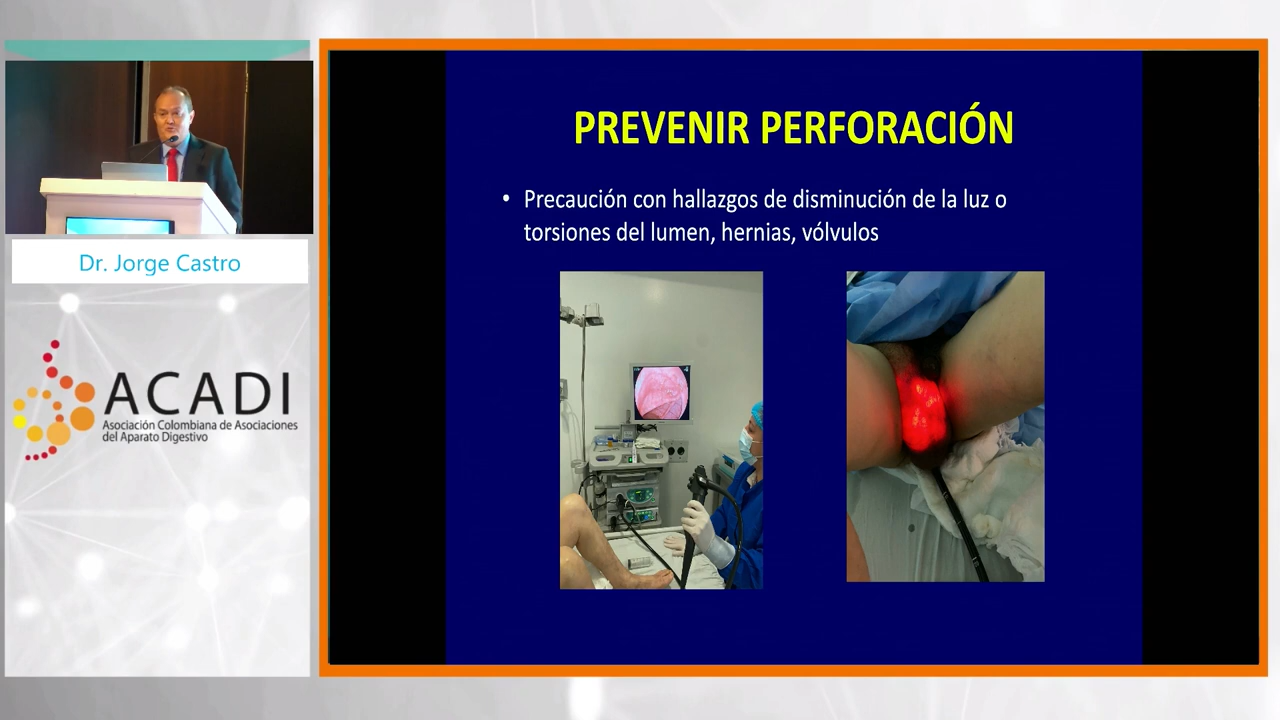 PREVENIR PERFORACIÓN
• Precaución con hallazgos de disminución de la luz o
torsiones del lumen, hernias, vólvulos
Dr. Jorge Castro
ACADI
Asociación Colombiana de Asociaciones
del Aparato Digestivo